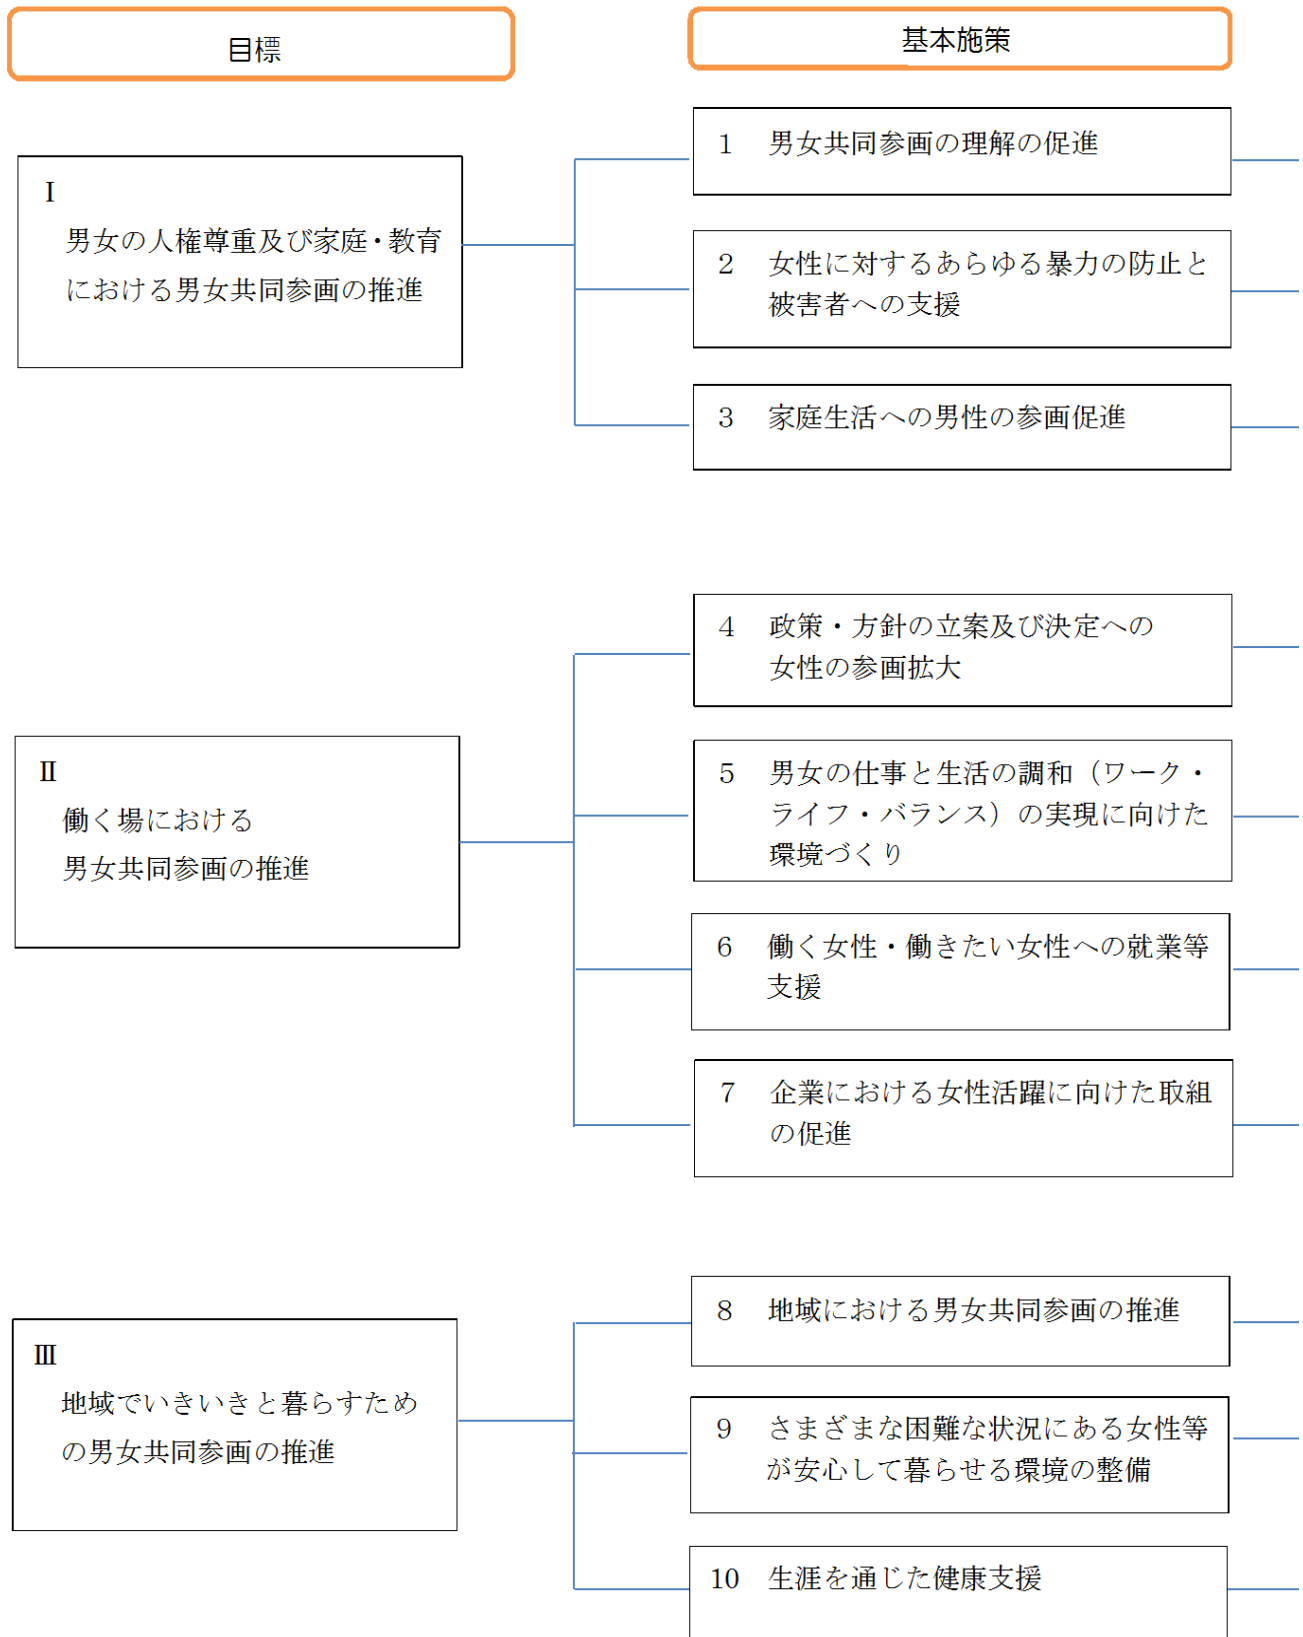 目標
基本施策
Ⅰ
男女の人権尊重及び家庭・教育
における男女共同参画の推進
1 男女共同参画の理解の促進
2 女性に対するあらゆる暴力の防止と
被害者への支援
3 家庭生活への男性の参画促進
Ⅱ
働く場における
男女共同参画の推進
4 政策・方針の立案及び決定への
女性の参画拡大
5 男女の仕事と生活の調和（ワーク・
ライフ・バランス）の実現に向けた
環境づくり
6 働く女性・働きたい女性への就業等
支援
7 企業における女性活躍に向けた取組
の促進
Ⅲ
地域でいきいきと暮らすため
の男女共同参画の推進
8 地域における男女共同参画の推進
9 さまざまな困難な状況にある女性等
が安心して暮らせる環境の整備
10 生涯を通じた健康支援